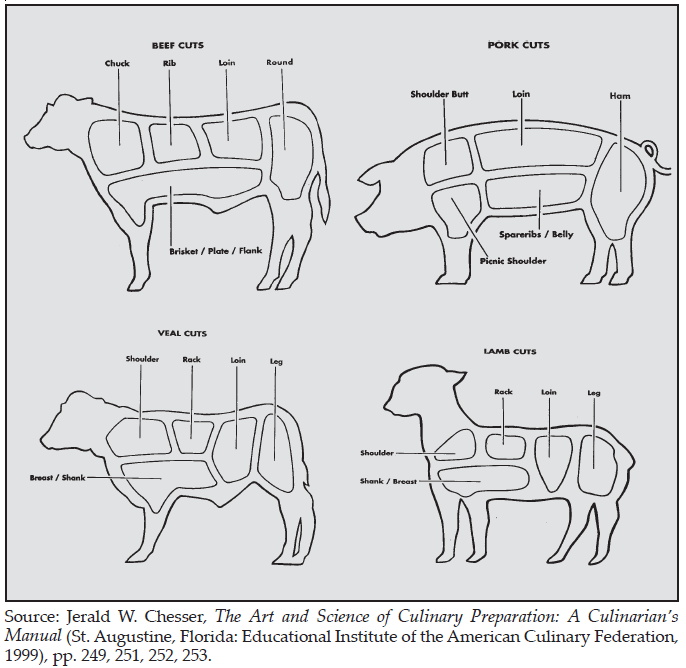 BEEF CUTS
Chuck
Rib
Loin
Round
Brisket / Plate / Flank
PORK CUTS
Shoulder Butt
Loin
Ham
Spareribs / Belly
Picnic Shoulder
VEAL CUTS
Shoulder
Rack
Loin
Leg
Breast / Shank
LAMB CUTS
Rack
Loin
Leg
Shoulder
Shank / Breast
Source: Jerald W. Chesser, The Art and Science of Culinary Preparation: A Culinarian's
Manual (St. Augustine, Florida: Educational Institute of the American Culinary Federation,
1999), pp. 249, 251, 252, 253.